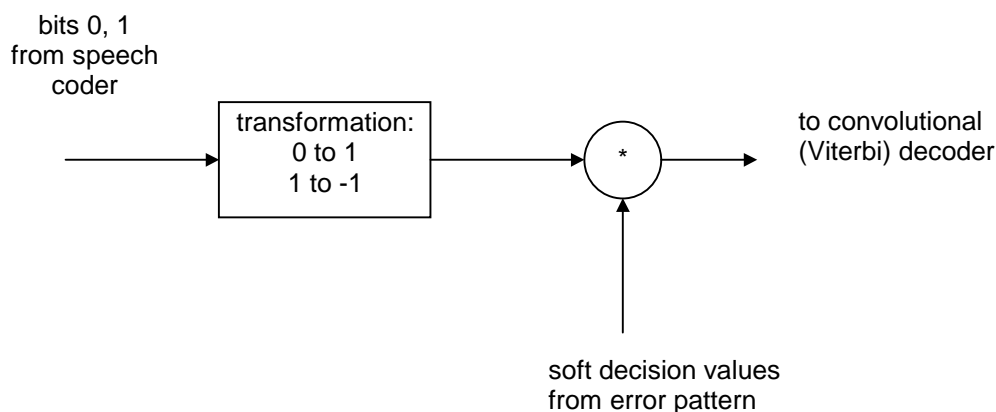 bits 0, 1
from speech
coder
transformation:
0 to 1
1 to -1
*
to convolutional
(Viterbi) decoder
soft decision values
from error pattern